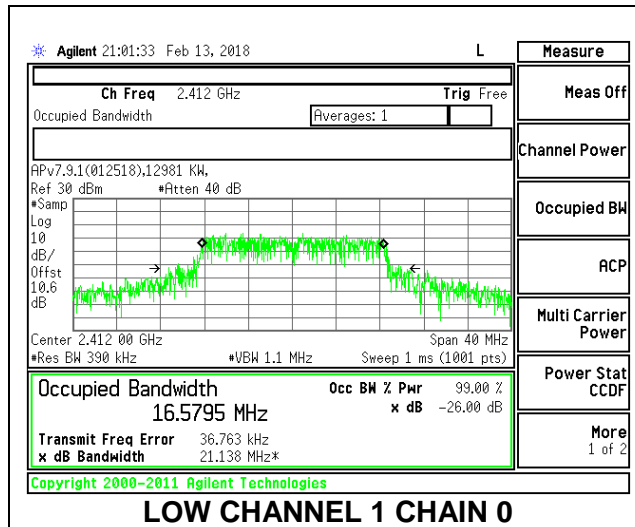 Agilent 21:01:33 Feb 13, 2018 L
Measure
Ch Freq 2.412 GHz Trig Free
Occupied Bandwidth Averages: 1
Meas Off
Channel Power
Occupied BW
ACP
Multi Carrier
Power
Power Stat
CCDF
More
1 of 2
APv7.9.1(012518),12981 KW,
Ref 30 dBm #Atten 40 dB
#Samp
Log
10
dB/
Offst
10.6
dB
Center 2.412 00 GHz Span 40 MHz
#Res BW 390 kHz #VBW 1.1 MHz Sweep 1 ms (1001 pts)
Occupied Bandwidth Occ BW % Pwr 99.00 %
16.5795 MHz x dB -26.00 dB
Transmit Freq Error 36.763 kHz
x dB Bandwidth 21.138 MHz*
Copyright 2000-2011 Agilent Technologies
LOW CHANNEL 1 CHAIN 0